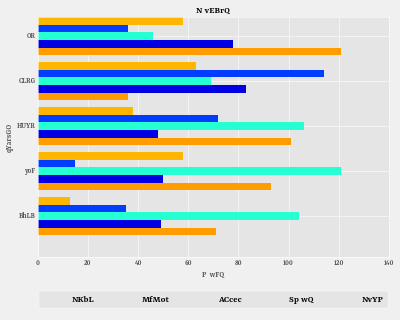 N vEBrQ
OR
CLRG
HUYR
yoF
BhLB
qYarsGO
0 20 40 60 80 100 120 140
P wFQ
NKbL MfMot ACcec Sp wQ NvYP